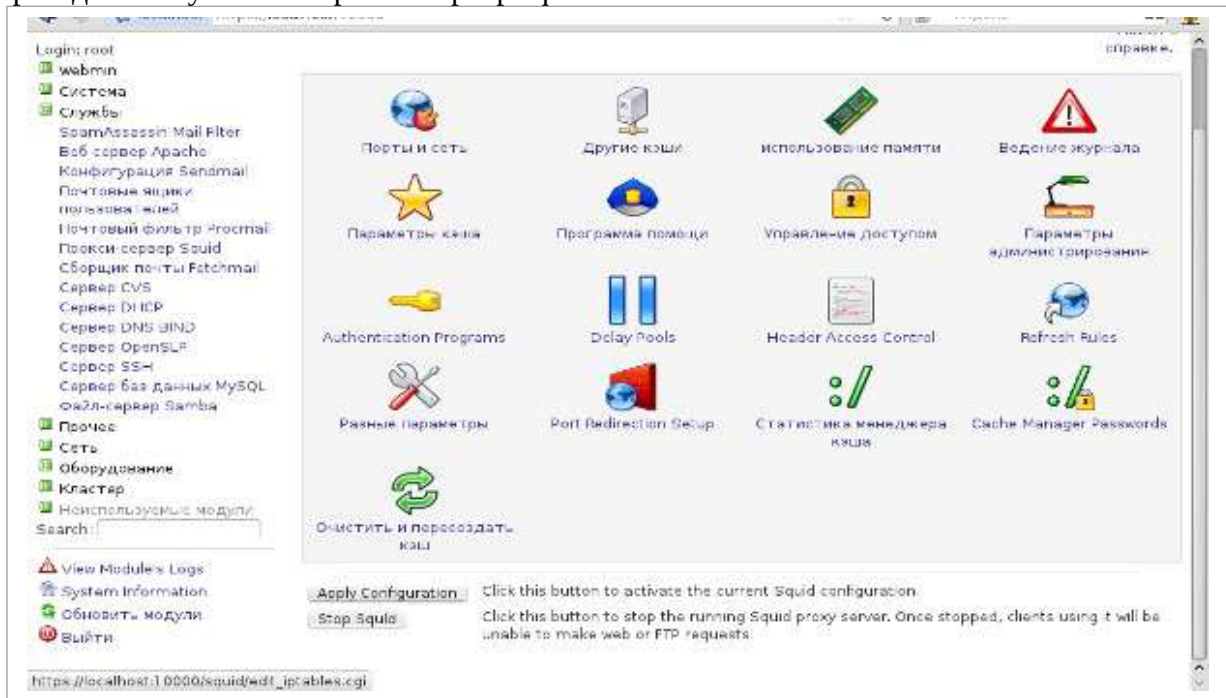 Login: root
справке.
Webmin
Система
Службы
SpamAssassin Mail Filter
Веб-сервер Apache
Конфигурация Sendmail
Почтовые ящики
пользователей
Почтовый фильтр Procmail
Прокси-сервер Squid
Сборщик почты Fetchmail
Сервер CVS
Сервер DHCP
Сервер DNS BIND
Сервер OpenSLP
Сервер SSH
Сервер баз данных MySQL
Файл-сервер Samba
Прочее
Сеть
Оборудование
Кластер
Неиспользуемые модули
Search:
View Module's Logs
System Information
Обновить модули
Выйти
Порты и сеть
Другие кэши
Использование памяти
Ведение журнала
Параметры кэша
Программа помощи
Управление доступом
Параметры
администрирования
Authentication Programs
Delay Pools
Header Access Control
Refresh Rules
Разные параметры
Port Redirection Setup
Статистика менеджера
кэша
Cache Manager Passwords
Очистить и пересоздать
кэш
Apply Configuration
Click this button to activate the current Squid configuration
Stop Squid
Click this button to stop the running Squid proxy server. Once stopped, clients using it will be
unable to make web or FTP requests.
https://localhost:10000/squid/edit_iptables.cgi